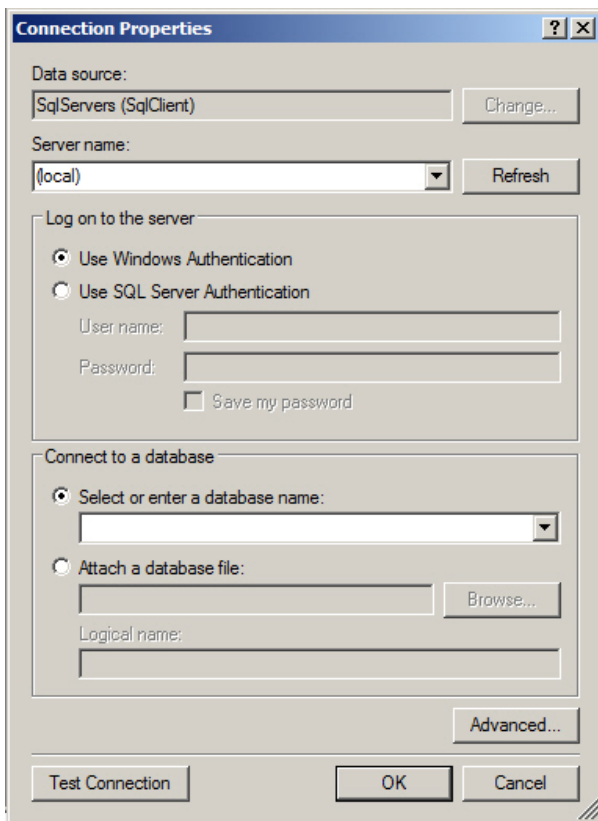 Connection Properties
Data source:
SqlServers (SqlClient)
Change...
Server name:
(local)
Refresh
Log on to the server
Use Windows Authentication
Use SQL Server Authentication
User name:
Password:
Save my password
Connect to a database
Select or enter a database name:
Attach a database file:
Browse...
Logical name:
Advanced...
Test Connection
OK
Cancel